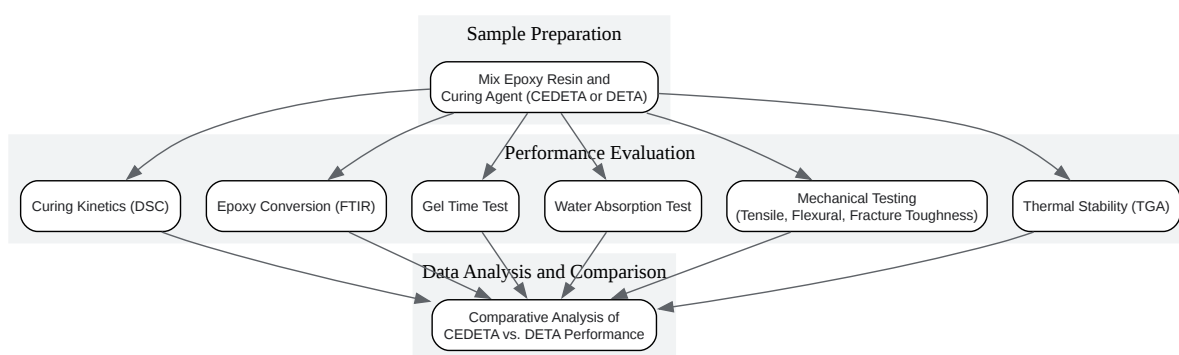 Sample Preparation
Mix Epoxy Resin and
Curing Agent (CEDETA or DETA)
Performance Evaluation
Curing Kinetics (DSC)
Epoxy Conversion (FTIR)
Gel Time Test
Water Absorption Test
Mechanical Testing
(Tensile, Flexural, Fracture Toughness)
Thermal Stability (TGA)
Data Analysis and Comparison
Comparative Analysis of
CEDETA vs. DETA Performance